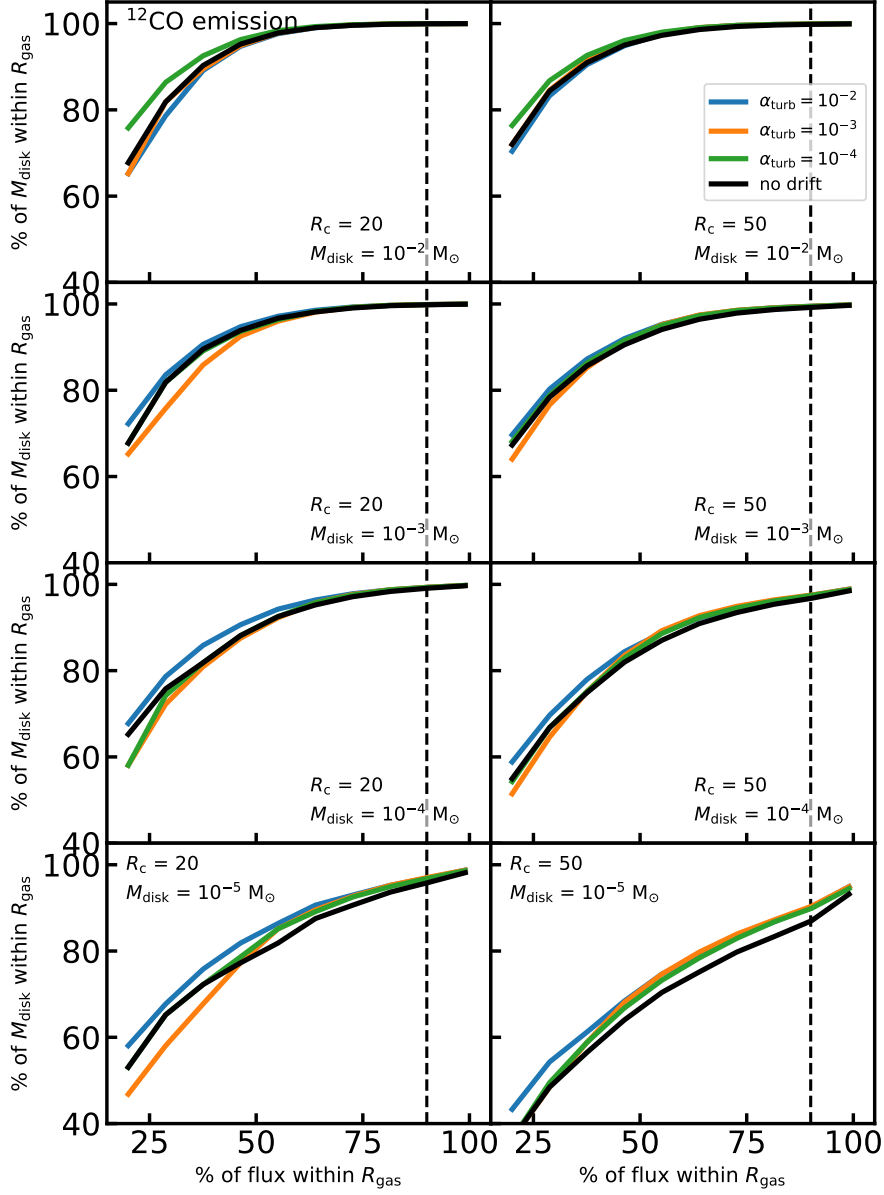 ¹²CO emission
100
80
60
40
% of M_disk within R_gas
R_c = 20
M_disk = 10⁻² M_⊙
α_turb = 10⁻²
α_turb = 10⁻³
α_turb = 10⁻⁴
no drift
R_c = 50
M_disk = 10⁻² M_⊙
100
80
60
40
% of M_disk within R_gas
R_c = 20
M_disk = 10⁻³ M_⊙
R_c = 50
M_disk = 10⁻³ M_⊙
100
80
60
40
% of M_disk within R_gas
R_c = 20
M_disk = 10⁻⁴ M_⊙
R_c = 50
M_disk = 10⁻⁴ M_⊙
100
80
60
40
% of M_disk within R_gas
R_c = 20
M_disk = 10⁻⁵ M_⊙
R_c = 50
M_disk = 10⁻⁵ M_⊙
25 50 75 100
25 50 75 100
% of flux within R_gas
% of flux within R_gas